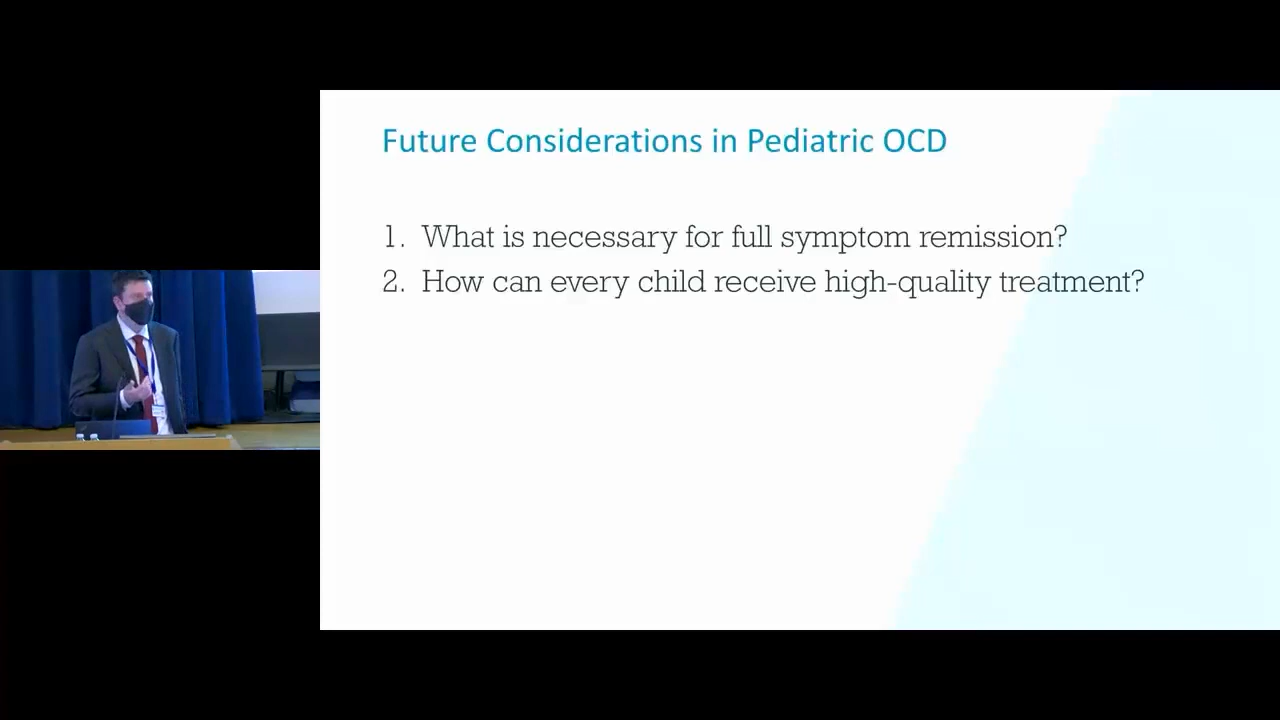 Future Considerations in Pediatric OCD
1. What is necessary for full symptom remission?
2. How can every child receive high-quality treatment?